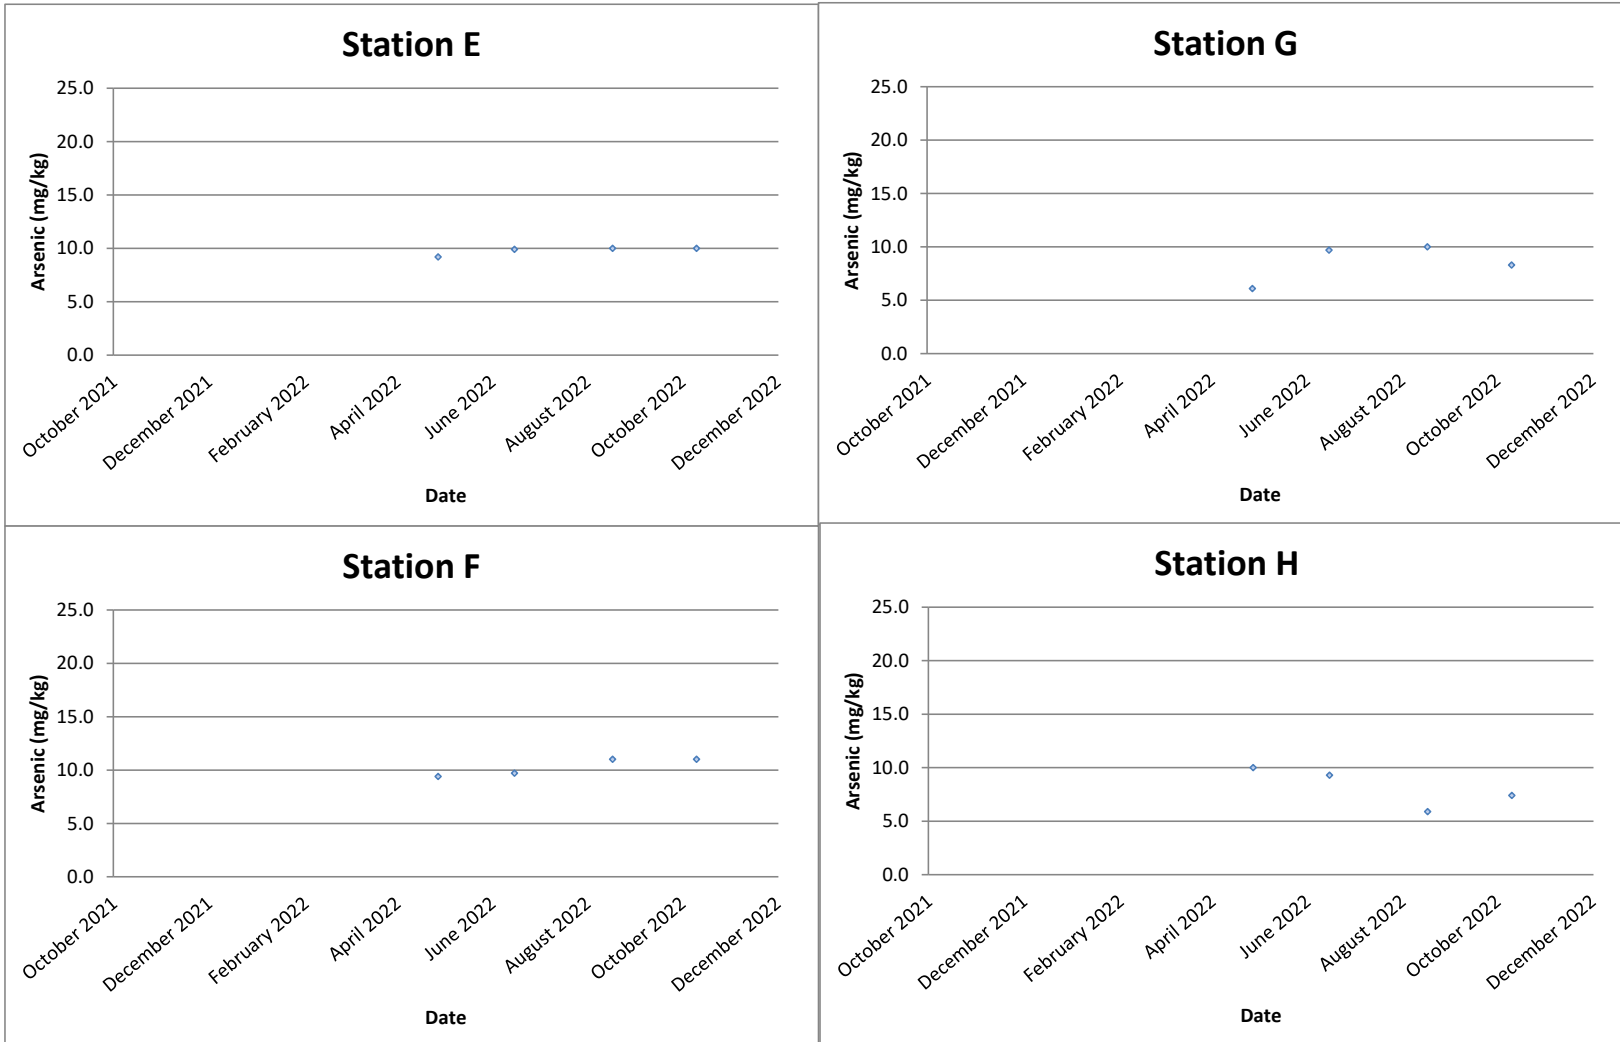 Station E
25.0
20.0
15.0
10.0
5.0
0.0
Arsenic (mg/kg)
October 2021
December 2021
February 2022
April 2022
June 2022
August 2022
October 2022
December 2022
Date
Station G
25.0
20.0
15.0
10.0
5.0
0.0
Arsenic (mg/kg)
October 2021
December 2021
February 2022
April 2022
June 2022
August 2022
October 2022
December 2022
Date
Station F
25.0
20.0
15.0
10.0
5.0
0.0
Arsenic (mg/kg)
October 2021
December 2021
February 2022
April 2022
June 2022
August 2022
October 2022
December 2022
Date
Station H
25.0
20.0
15.0
10.0
5.0
0.0
Arsenic (mg/kg)
October 2021
December 2021
February 2022
April 2022
June 2022
August 2022
October 2022
December 2022
Date